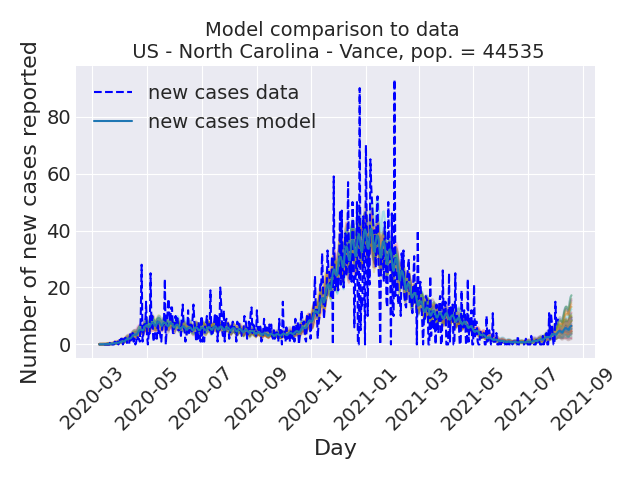 Model comparison to data
US - North Carolina - Vance, pop. = 44535
new cases data
new cases model
Number of new cases reported
80
60
40
20
0
2020-03
2020-05
2020-07
2020-09
2020-11
2021-01
2021-03
2021-05
2021-07
2021-09
Day